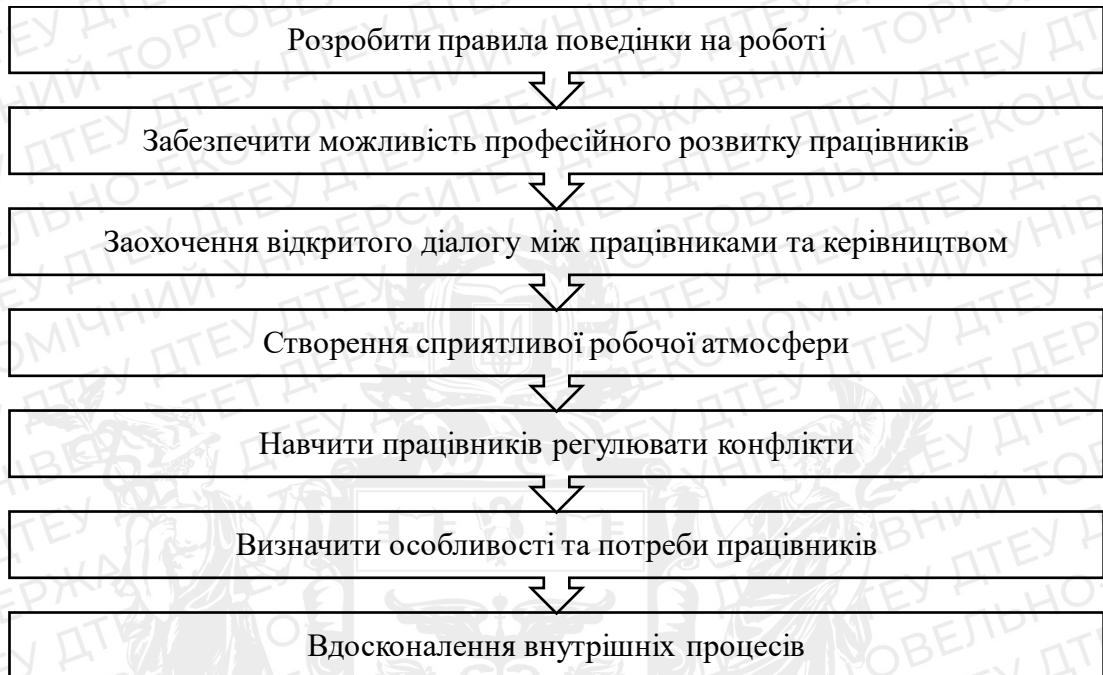 Розробити правила поведінки на роботі
Забезпечити можливість професійного розвитку працівників
Заохочення відкритого діалогу між працівниками та керівництвом
Створення сприятливої робочої атмосфери
Навчити працівників регулювати конфлікти
Визначити особливості та потреби працівників
Вдосконалення внутрішніх процесів